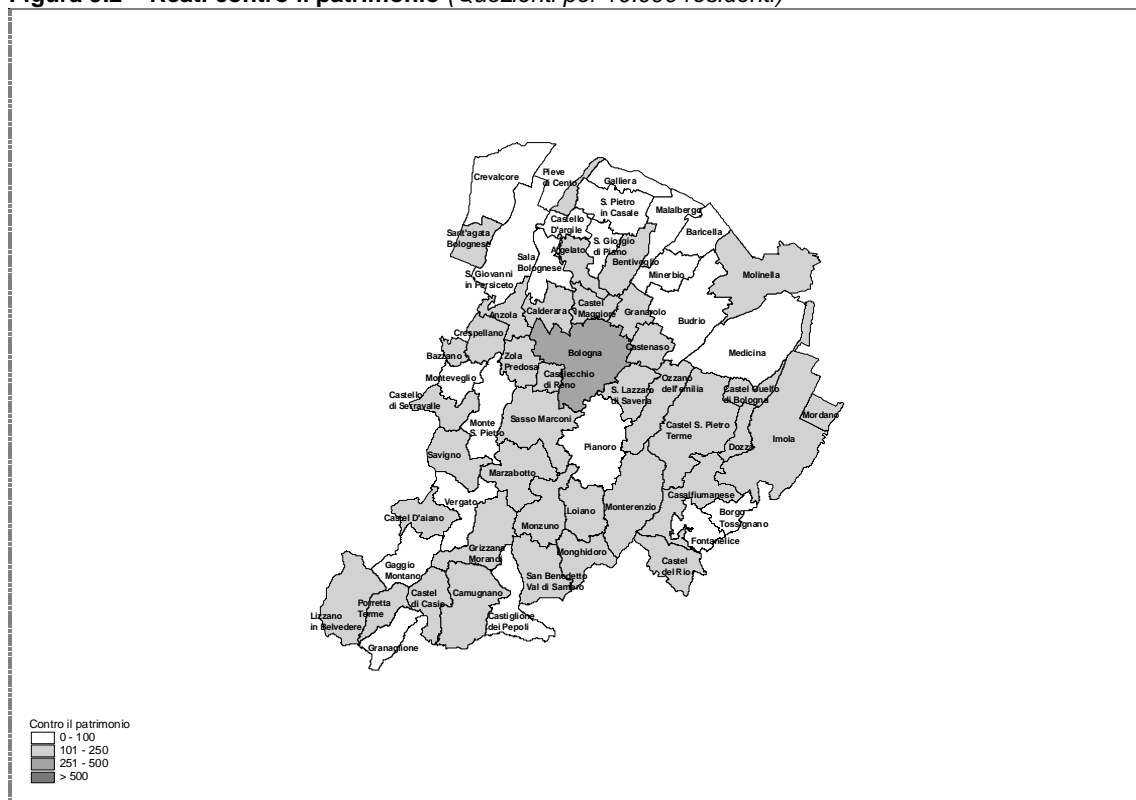 Contro il patrimonio (Quozienti per 10.000 residenti)
Crevalcore
Pieve
di Cento
Galliera
S. Pietro
in Casale
Malalbergo
Baricella
Castello
D'argile
Sant'agata
Bolognese
Argelato
S. Giorgio
di Piano
Bentivoglio
Sala
Bolognese
S. Giovanni
in Persiceto
Minerbio
Molinella
Anzola
Calderara
Castel
Maggiore
Granarolo
Budrio
Crespellano
Bologna
Castenaso
Medicina
Bazzano
Zola
Predosa
Monteveglio
Casalecchio
di Reno
S. Lazzaro
di Savena
Ozzano
dell'emilia
Castel Guelfo
di Bologna
Castello
di Serravalle
Mordano
Monte
S. Pietro
Sasso Marconi
Castel S. Pietro
Terme
Imola
Pianoro
Dozza
Savigno
Marzabotto
Vergato
Casalfiumanese
Loiano
Monterenzio
Borgo
Tossignano
Castel D'aiano
Monzuno
Fontanelice
Grizzana
Morandi
Monghidoro
Gaggio
Montano
Castel
del Rio
San Benedetto
Val di Sambro
Castel
di Casio
Camugnano
Porretta
Terme
Lizzano
in Belvedere
Castiglione
dei Pepoli
Granaglione
Contro il patrimonio
0 - 100
101 - 250
251 - 500
> 500